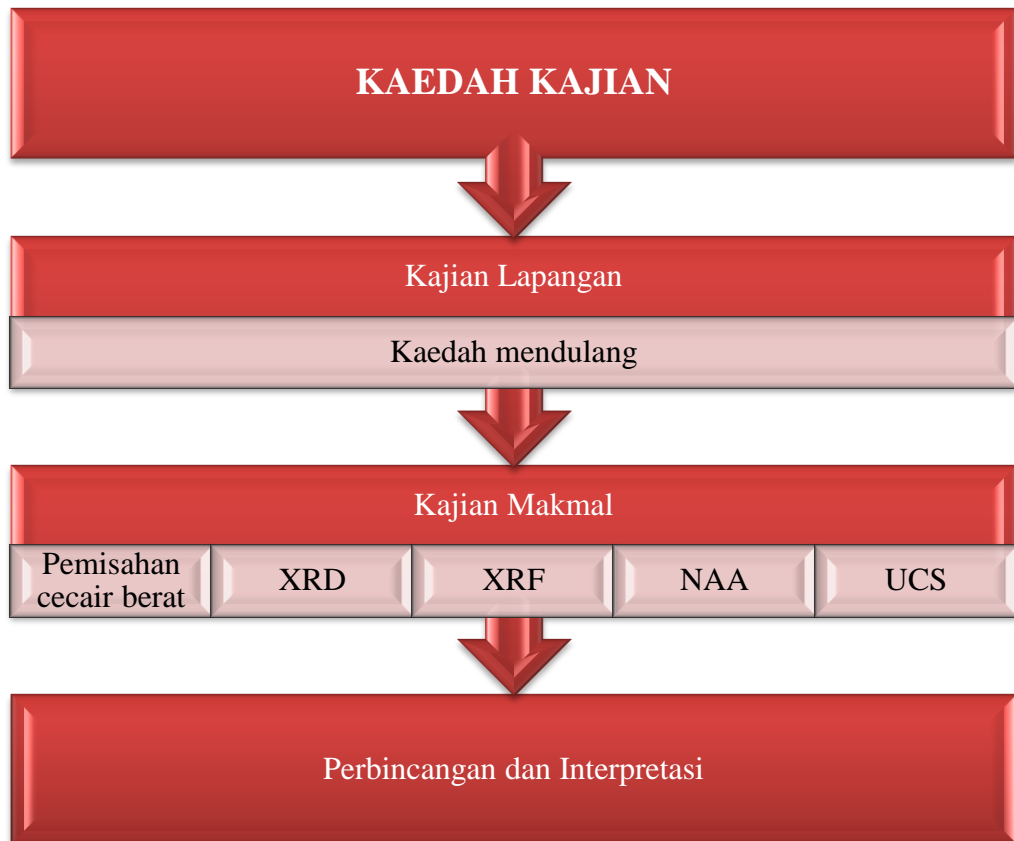 KAEDAH KAJIAN
Kajian Lapangan
Kaedah mendulang
Kajian Makmal
Pemisahan
cecair berat
XRD
XRF
NAA
UCS
Perbincangan dan Interpretasi